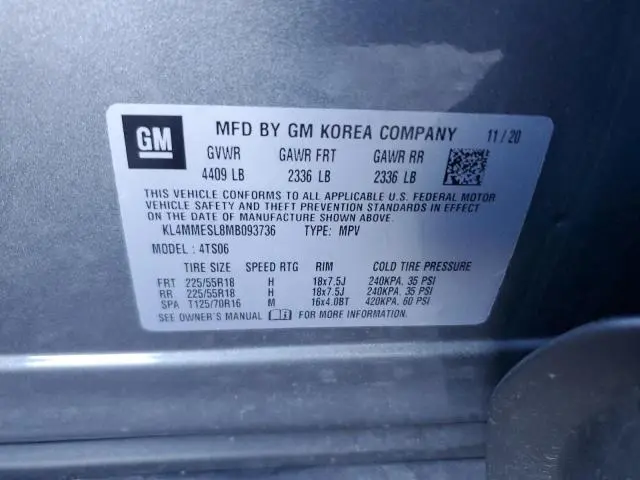 GM MFD BY GM KOREA COMPANY 11/20
GVWR GAWR FRT GAWR RR
4409 LB 2336 LB 2336 LB
THIS VEHICLE CONFORMS TO ALL APPLICABLE U.S. FEDERAL MOTOR
VEHICLE SAFETY AND THEFT PREVENTION STANDARDS IN EFFECT ON
THE DATE OF MANUFACTURE SHOWN ABOVE.
KL4MMESL8MB093736 TYPE: MPV
MODEL: 4TS06
TIRE SIZE SPEED RTG RIM COLD TIRE PRESSURE
FRT 225/55R18 H 18x7.5J 240KPA. 35 PSI
RR 225/55R18 H 18x7.5J 240KPA. 35 PSI
SPA T125/70R16 M 16x4.0BT 420KPA. 60 PSI
SEE OWNER'S MANUAL FOR MORE INFORMATION.